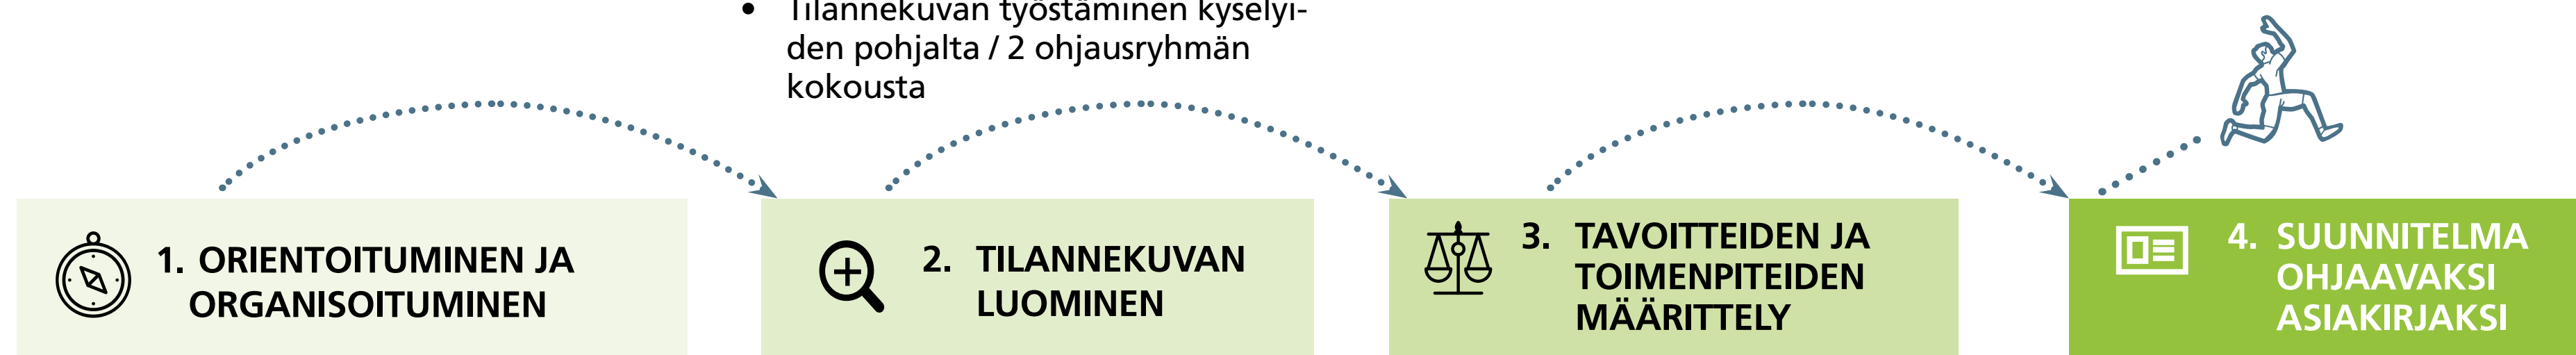 • Tilannekuvan työstäminen kyselyi-
den pohjalta / 2 ohjausryhmän
kokousta
1. ORIENTOITUMINEN JA
ORGANISOITUMINEN
2. TILANNEKUVAN
LUOMINEN
3. TAVOITTEIDEN JA
TOIMENPITEIDEN
MÄÄRITTELY
4. SUUNNITELMA
OHJAAVAKSI
ASIAKIRJAKSI